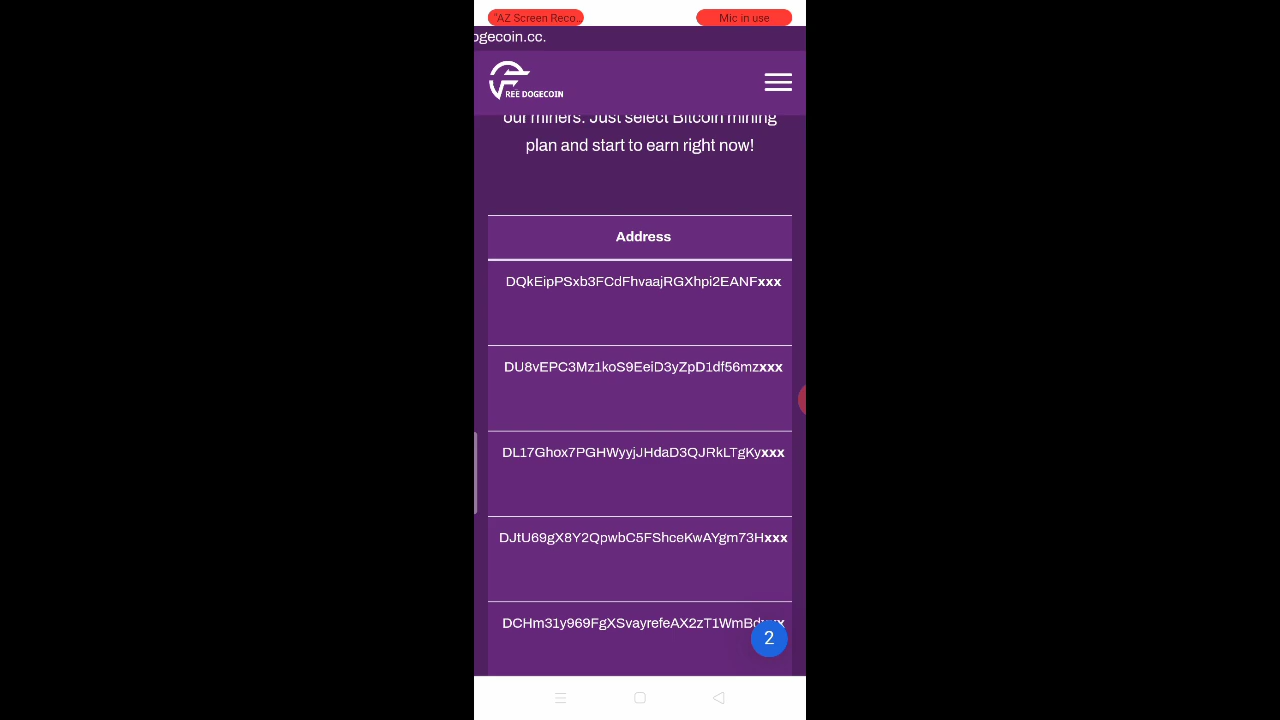 "AZ Screen Reco...
Mic in use
ogecoin.cc.
REE DOGECOIN
our miners. Just select Bitcoin mining
plan and start to earn right now!
Address
DQkEipPSxb3FCdFhvaajRGXhpi2EANFxxx
DU8vEPC3Mz1koS9EeiD3yZpD1df56mzxxx
DL17Ghox7PGHWyyjJHdaD3QJRkLTgKyxxx
DJtU69gX8Y2QpwbC5FShceKwAYgm73Hxxx
DCHm31y969FgXSvayrefeAX2zT1WmBdxxx
2